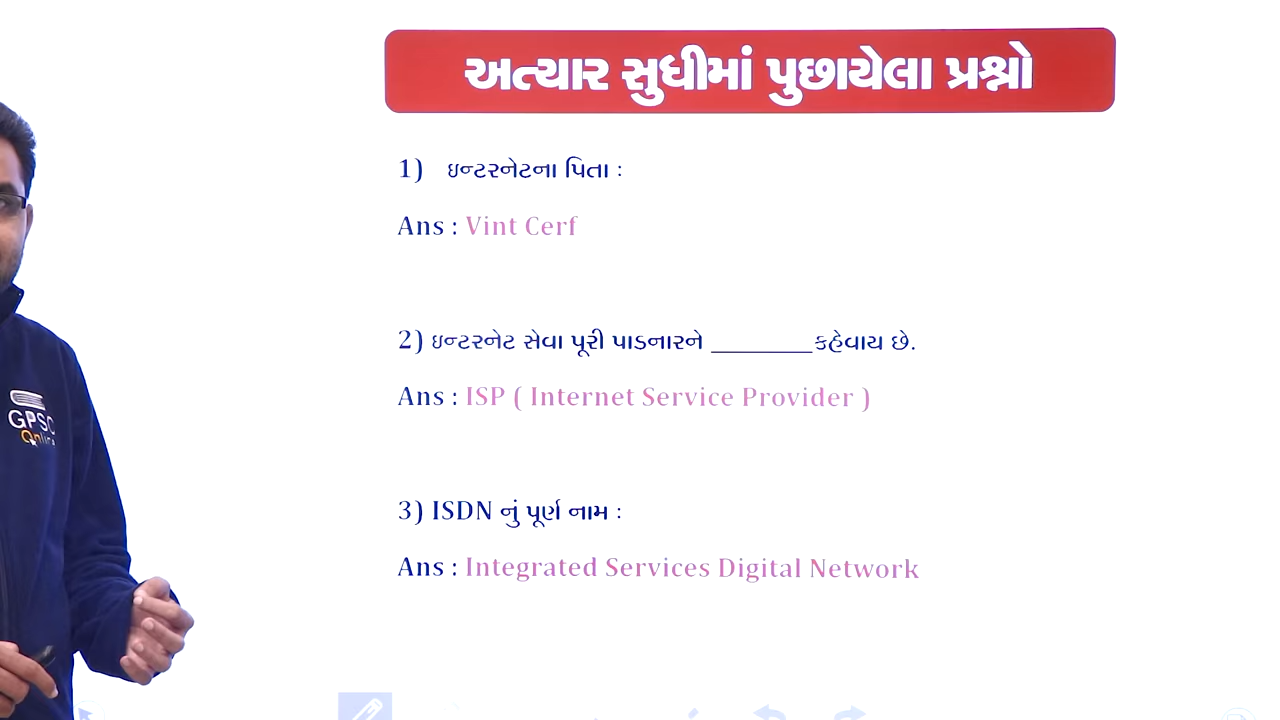 અત્યાર સુધીમાં પુછાયેલા પ્રશ્નો
1) ઇન્ટરનેટના પિતા :
Ans : Vint Cerf
2) ઇન્ટરનેટ સેવા પૂરી પાડનારને ________ કહેવાય છે.
Ans : ISP ( Internet Service Provider )
3) ISDN નું પૂર્ણ નામ :
Ans : Integrated Services Digital Network
GPSC
Online